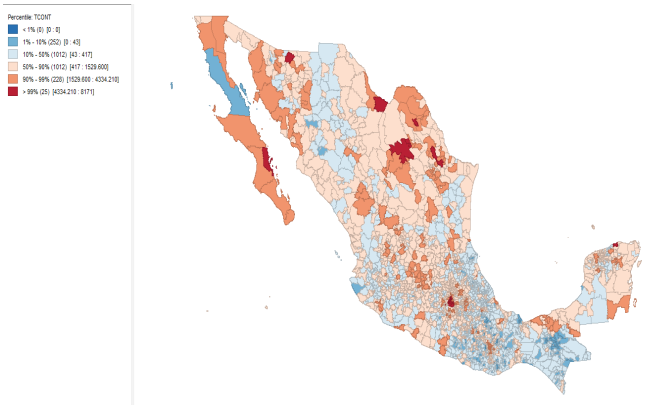 Percentile: TCONT
< 1% (0) [0 : 0]
1% - 10% (252) [0 : 43]
10% - 50% (1012) [43 : 417]
50% - 90% (1012) [417 : 1529.600]
90% - 99% (228) [1529.600 : 4334.210]
> 99% (25) [4334.210 : 8171]